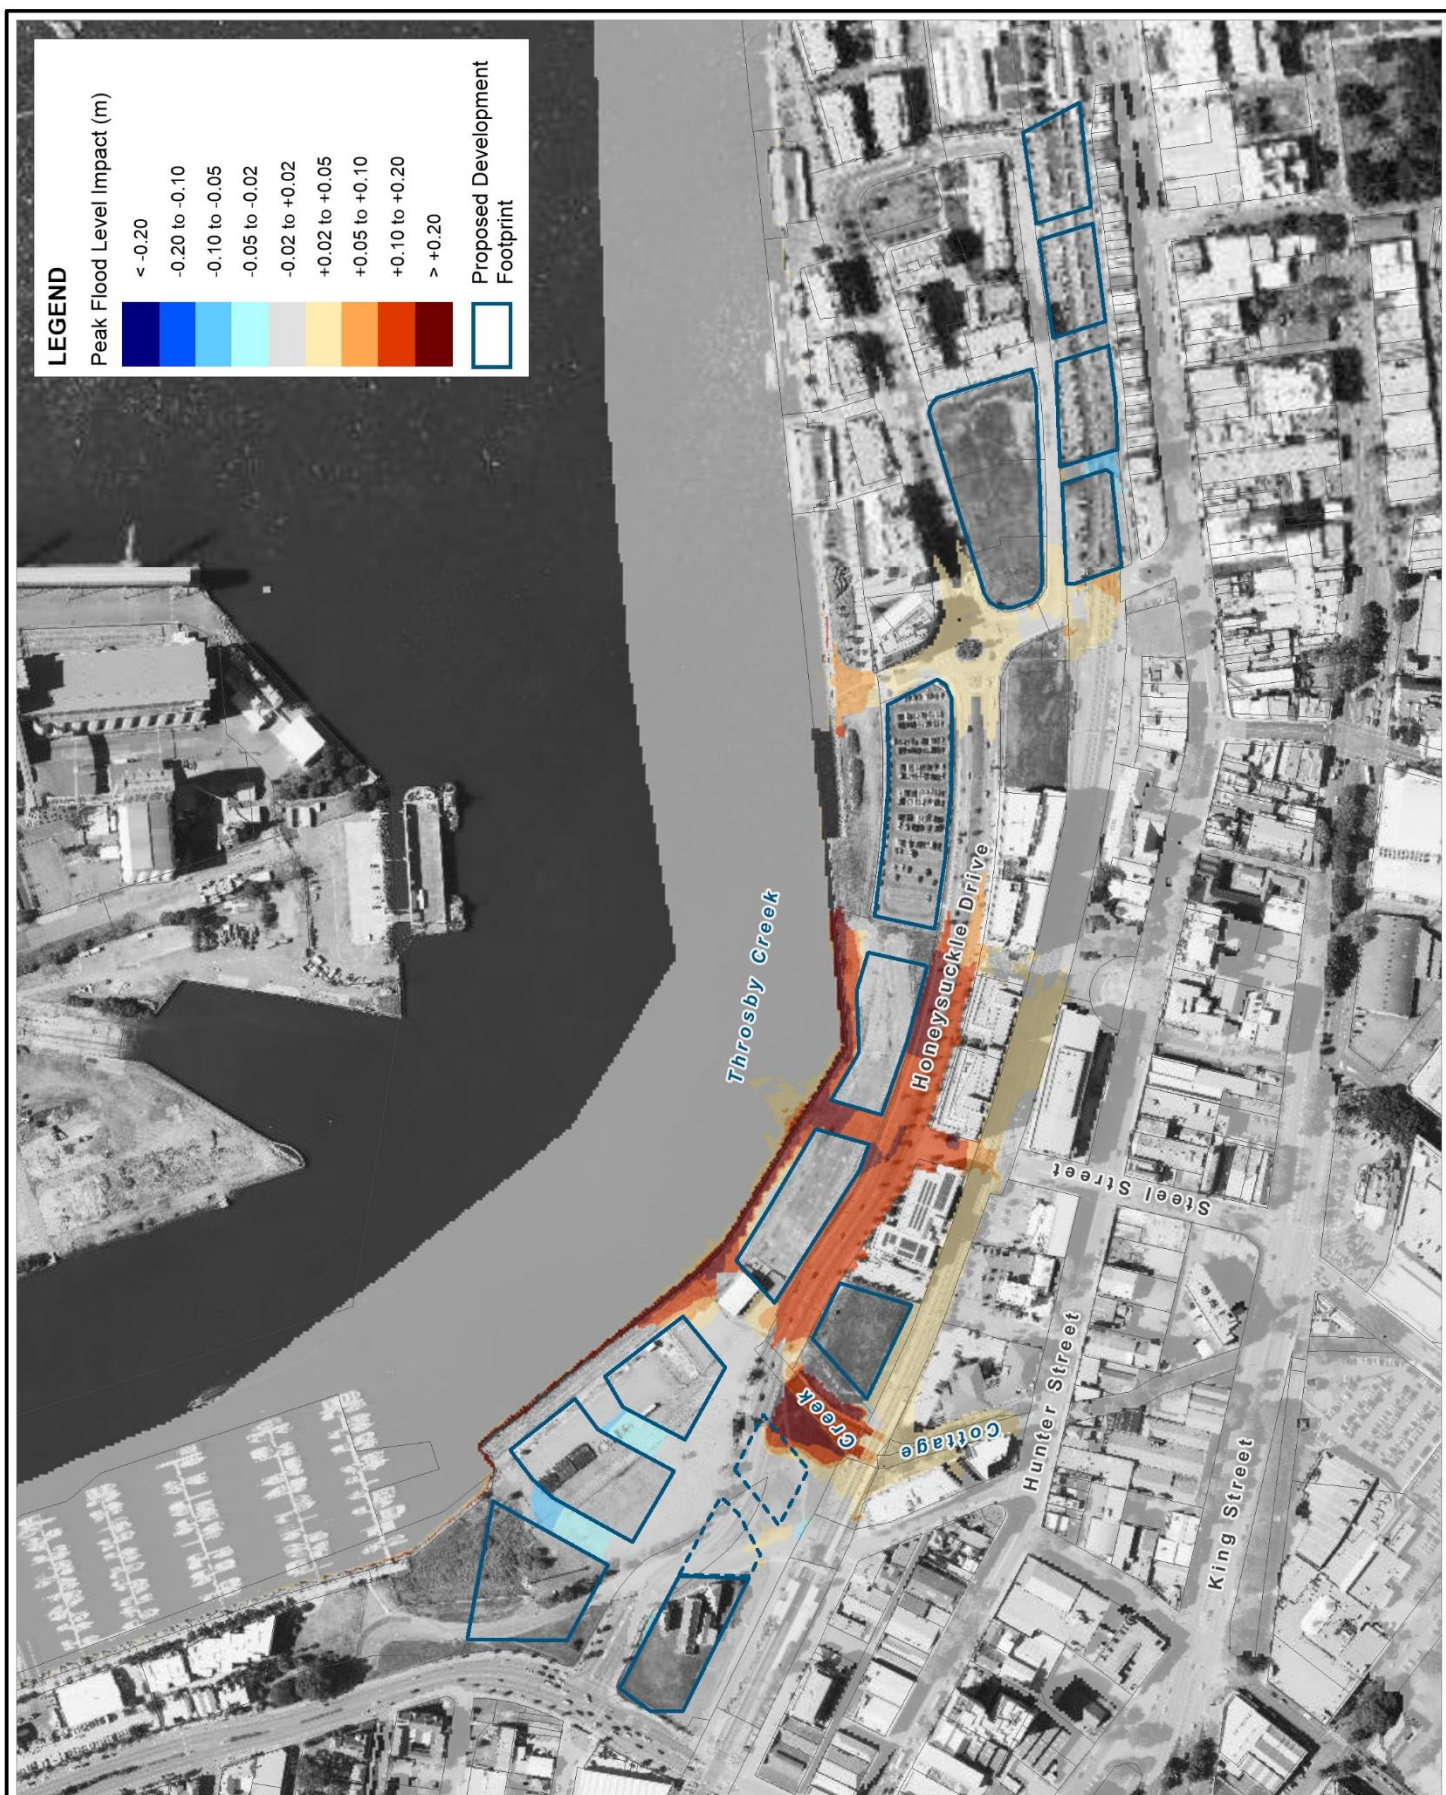 LEGEND
Peak Flood Level Impact (m)
< -0.20
-0.20 to -0.10
-0.10 to -0.05
-0.05 to -0.02
-0.02 to +0.02
+0.02 to +0.05
+0.05 to +0.10
+0.10 to +0.20
> +0.20
Proposed Development
Footprint
Throsby Creek
Honeysuckle Drive
Steel Street
Cottage
Creek
Hunter Street
King Street